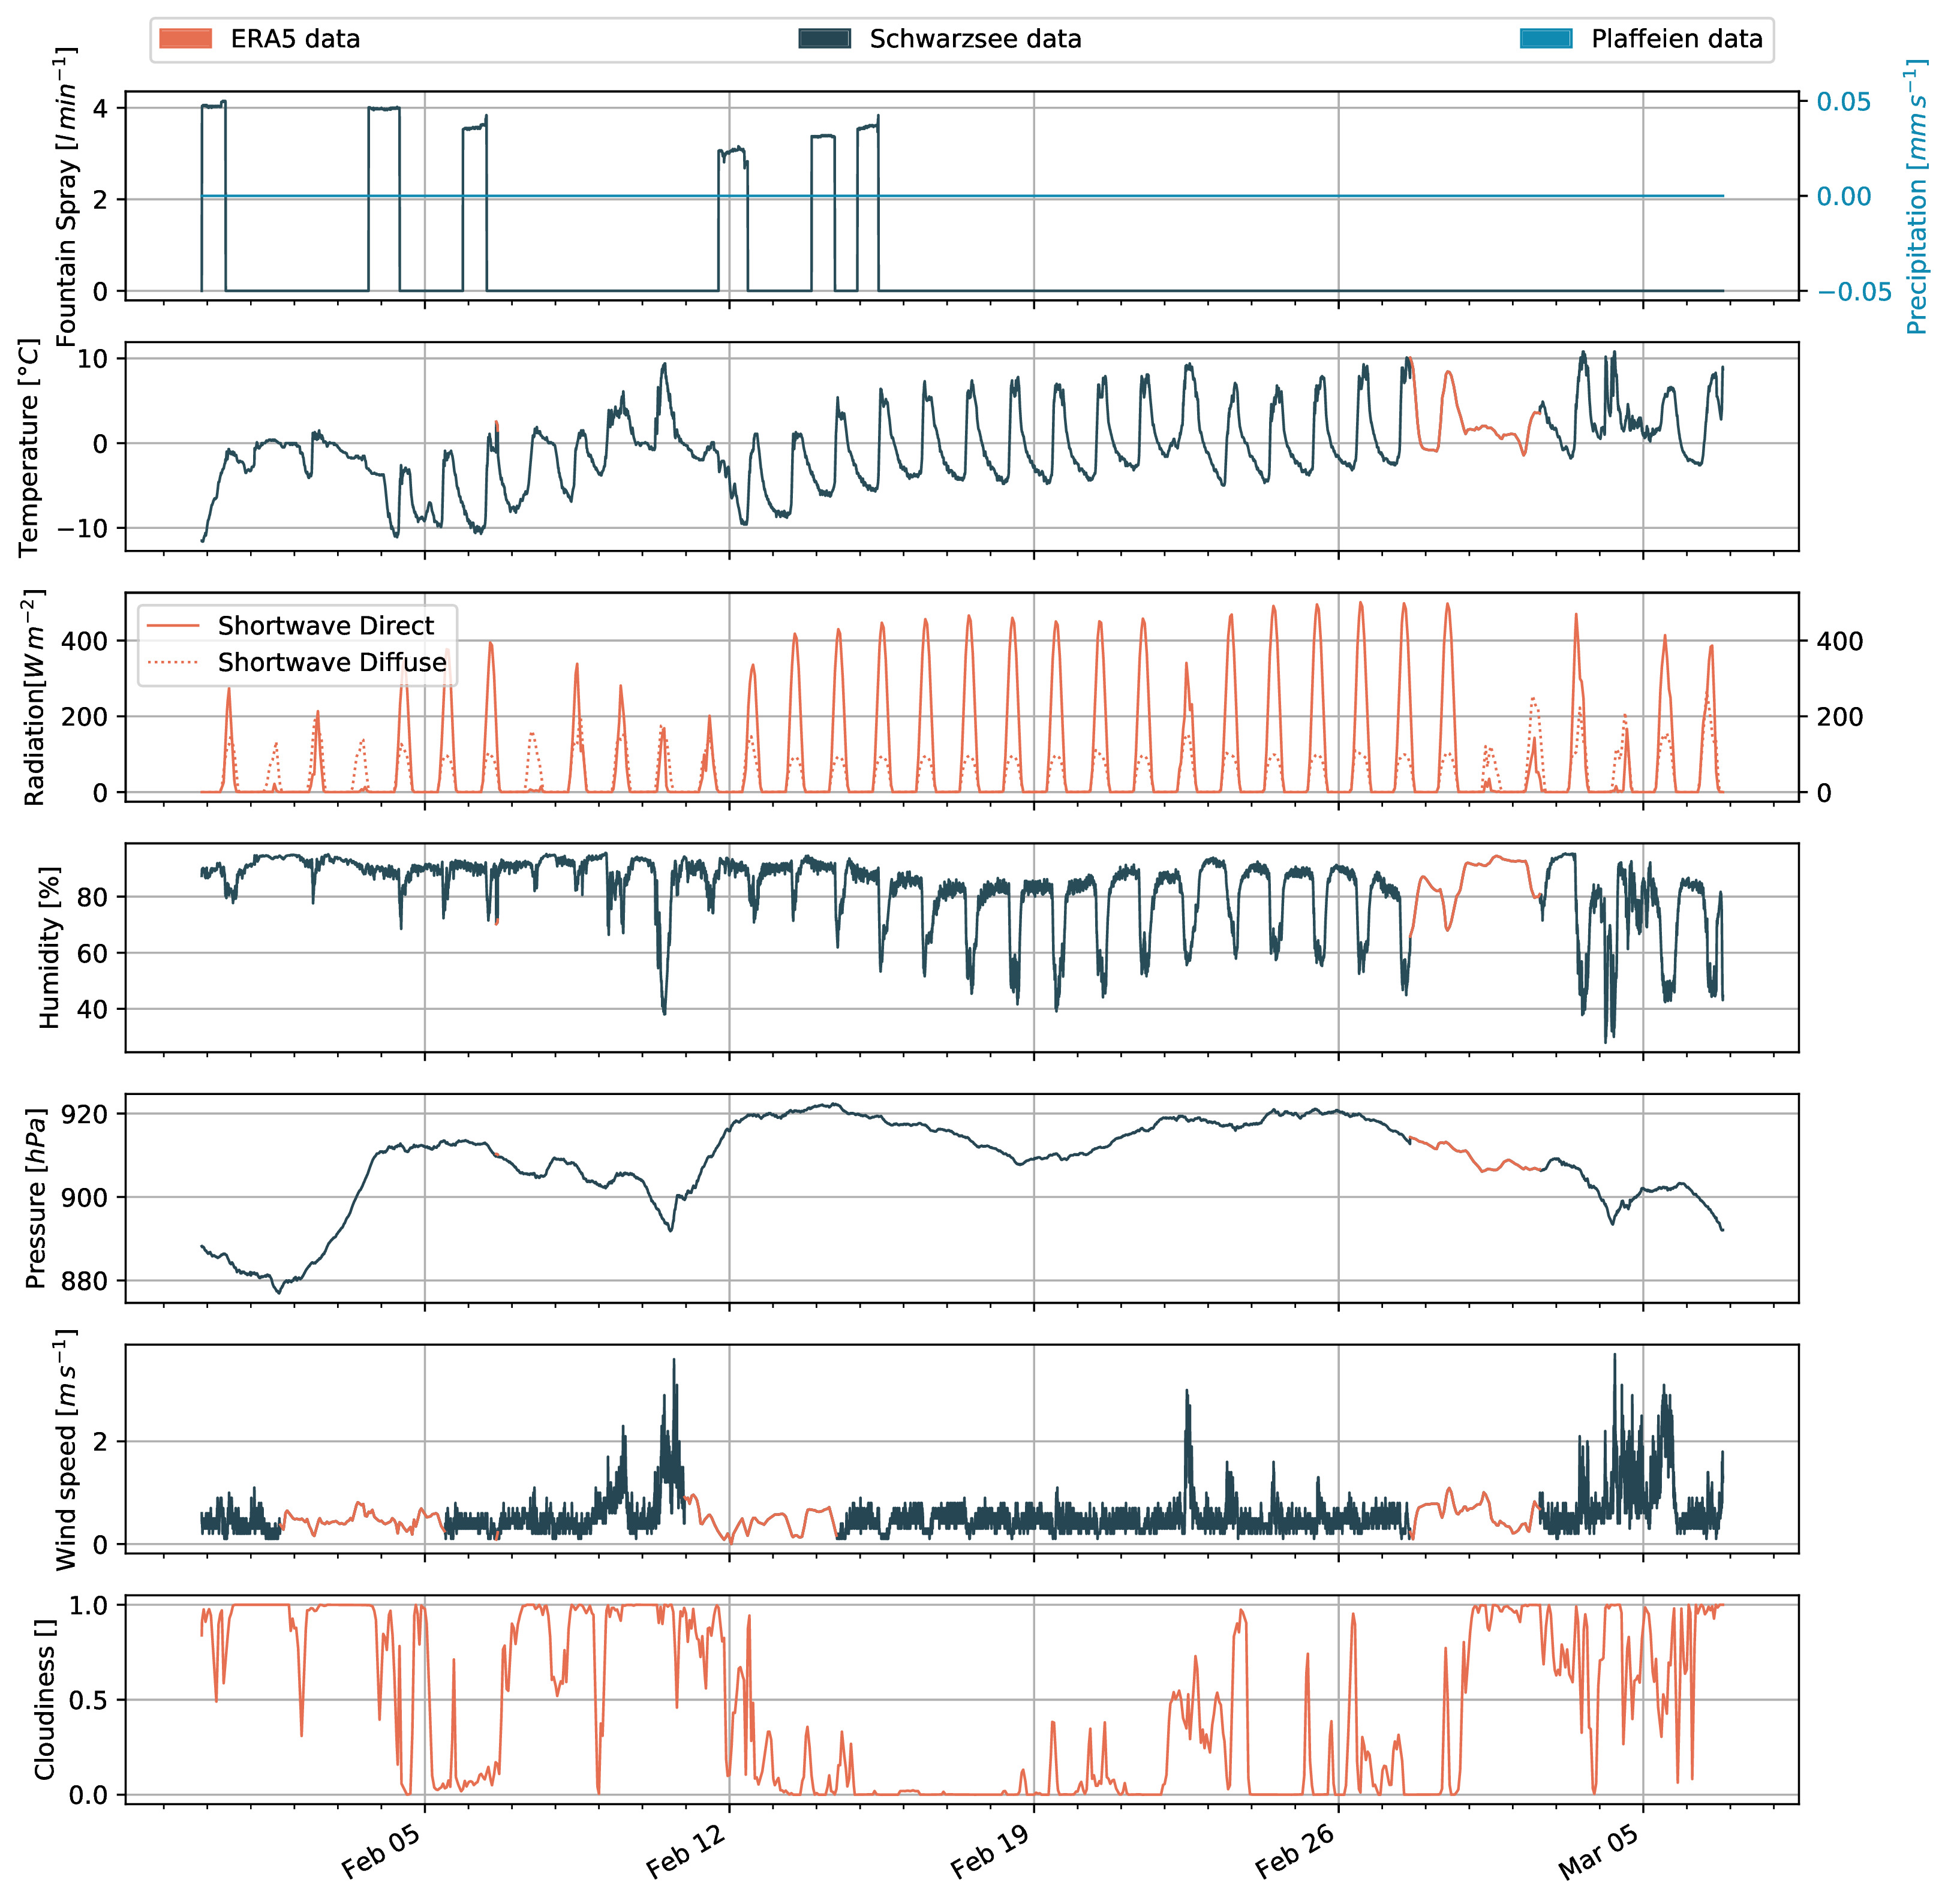 ERA5 data Schwarzsee data Plaffeien data
Fountain Spray [l min⁻¹]
4
2
0
0.05
0.00
−0.05
Precipitation [mm s⁻¹]
Temperature [°C]
10
0
−10
Radiation[W m⁻²]
400
200
0
Shortwave Direct
Shortwave Diffuse
400
200
0
Humidity [%]
80
60
40
Pressure [hPa]
920
900
880
Wind speed [m s⁻¹]
2
0
Cloudiness []
1.0
0.5
0.0
Feb 05 Feb 12 Feb 19 Feb 26 Mar 05